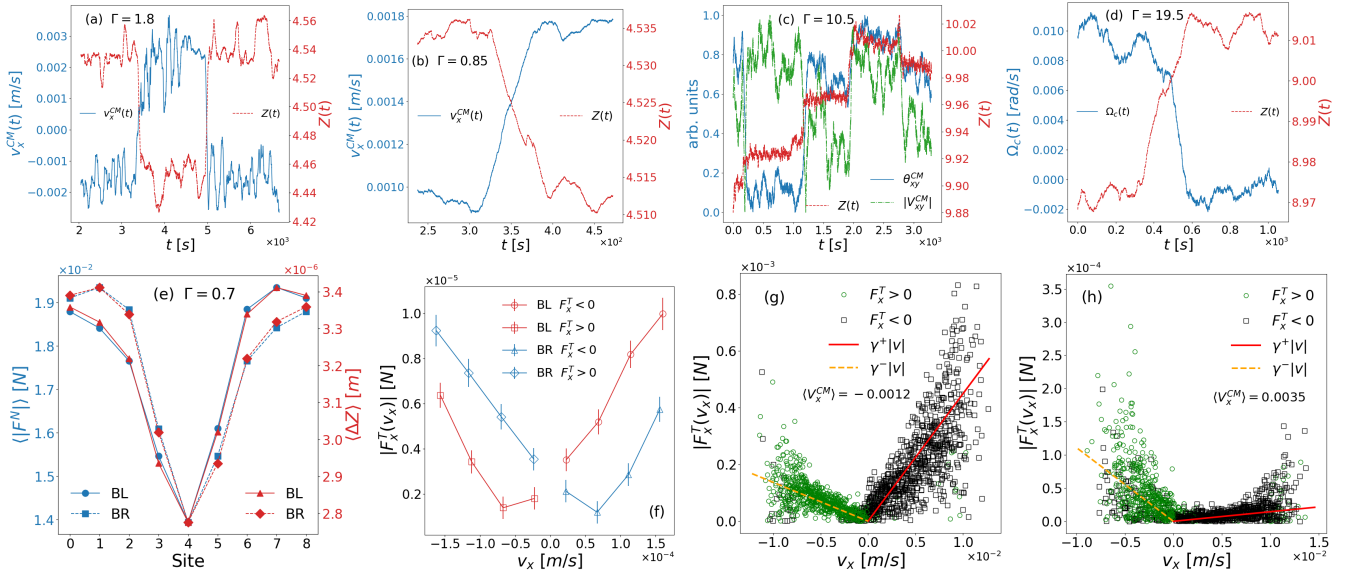 (a) Γ = 1.8
0.003
0.002
0.001
0.000
−0.001
−0.002
v_x^{CM}(t) [m/s]
v_x^{CM}(t)
Z(t)
4.56
4.54
4.52
4.50
4.48
4.46
4.44
4.42
Z(t)
2 3 4 5 6
×10³
t [s]
(b) Γ = 0.85
0.0018
0.0016
0.0014
0.0012
0.0010
v_x^{CM}(t) [m/s]
v_x^{CM}(t)
Z(t)
4.535
4.530
4.525
4.520
4.515
4.510
Z(t)
2.5 3.0 3.5 4.0 4.5
×10²
t [s]
(c) Γ = 10.5
1.0
0.8
0.6
0.4
0.2
0.0
arb. units
θ_{xy}^{CM}
Z(t)
|V_{xy}^{CM}|
10.02
10.00
9.98
9.96
9.94
9.92
9.90
9.88
Z(t)
0.0 0.5 1.0 1.5 2.0 2.5 3.0
×10³
t [s]
(d) Γ = 19.5
0.010
0.008
0.006
0.004
0.002
0.000
−0.002
Ω_c(t) [rad/s]
Ω_c(t)
Z(t)
9.01
9.00
8.99
8.98
8.97
Z(t)
0.0 0.2 0.4 0.6 0.8 1.0
×10³
t [s]
×10⁻²
×10⁻⁶
(e) Γ = 0.7
1.9
1.8
1.7
1.6
1.5
1.4
⟨|F^N|⟩ [N]
BL
BR
BL
BR
3.4
3.3
3.2
3.1
3.0
2.9
2.8
⟨ΔZ⟩ [m]
0 1 2 3 4 5 6 7 8
Site
×10⁻⁵
1.0
0.8
0.6
0.4
0.2
|F_x^T(v_x)| [N]
BL F_x^T < 0
BL F_x^T > 0
BR F_x^T < 0
BR F_x^T > 0
(f)
−1.5 −1.0 −0.5 0.0 0.5 1.0 1.5
×10⁻⁴
v_x [m/s]
×10⁻³
(g)
0.8
0.6
0.4
0.2
0.0
|F_x^T(v_x)| [N]
F_x^T > 0
F_x^T < 0
γ⁺|v|
γ⁻|v|
⟨V_x^{CM}⟩ = −0.0012
−1.0 −0.5 0.0 0.5 1.0
×10⁻²
v_x [m/s]
×10⁻⁴
(h)
3.5
3.0
2.5
2.0
1.5
1.0
0.5
0.0
|F_x^T(v_x)| [N]
F_x^T > 0
F_x^T < 0
γ⁺|v|
γ⁻|v|
⟨V_x^{CM}⟩ = 0.0035
−1.0 −0.5 0.0 0.5 1.0 1.5
×10⁻²
v_x [m/s]